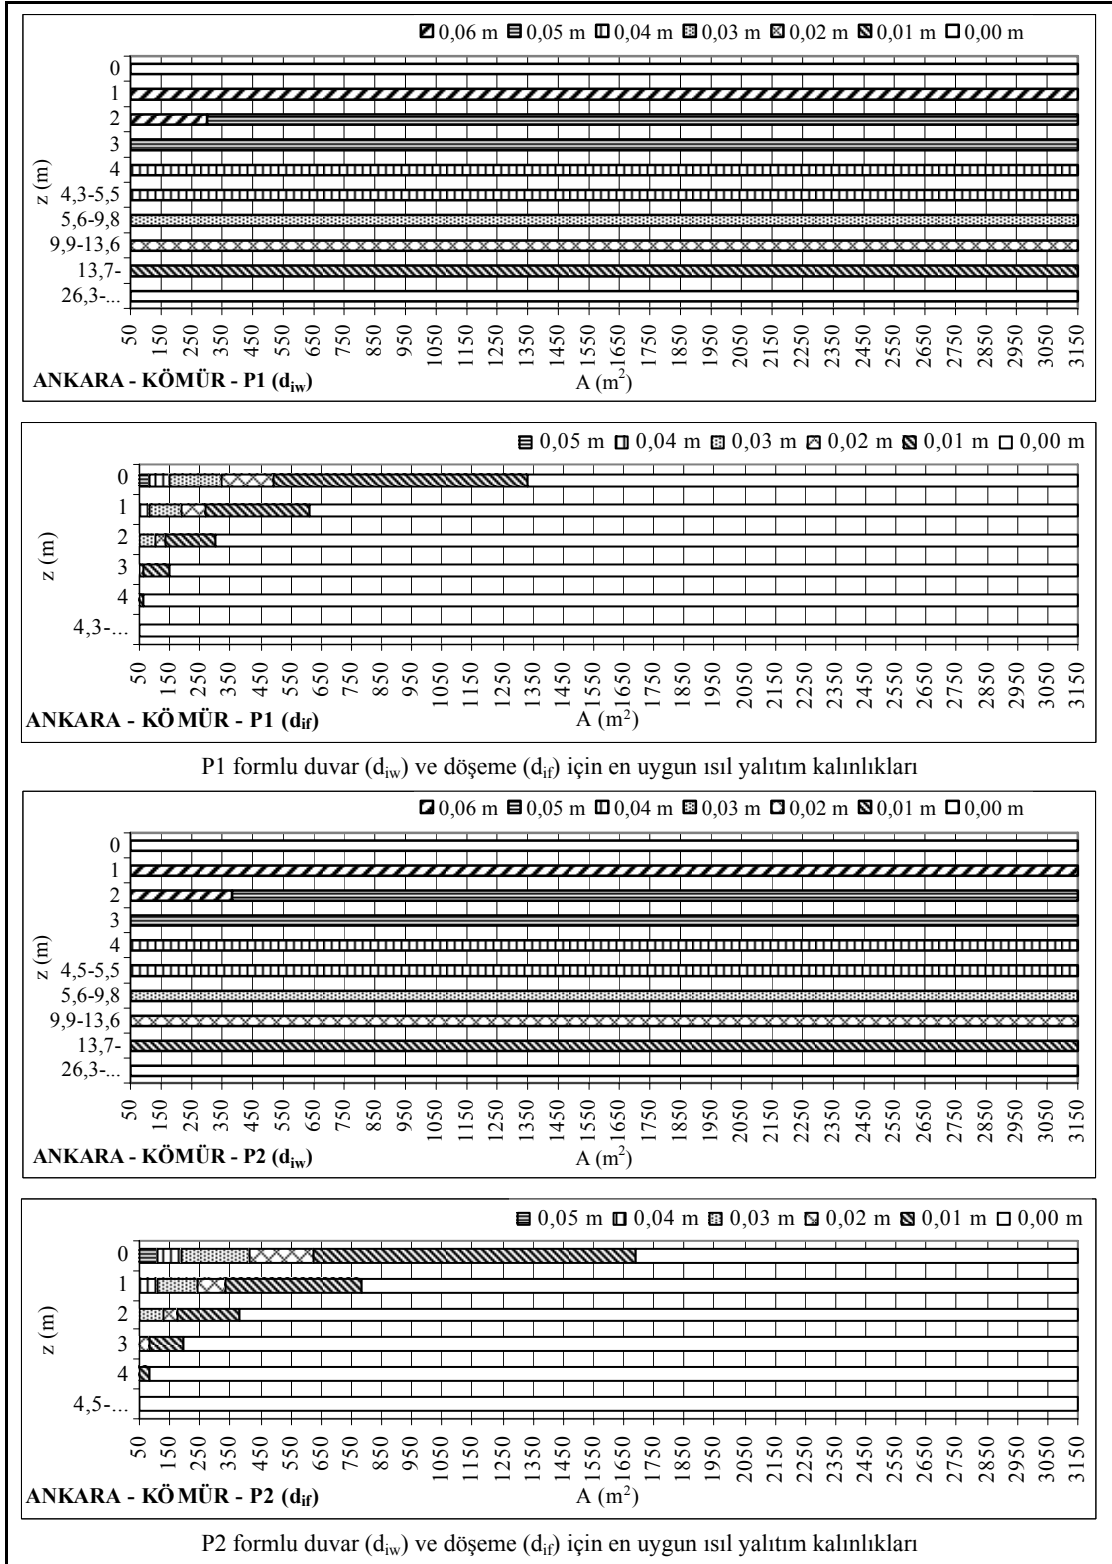 0,06 m 0,05 m 0,04 m 0,03 m 0,02 m 0,01 m 0,00 m
z (m)
0
1
2
3
4
4,3-5,5
5,6-9,8
9,9-13,6
13,7-
26,3-...
50 150 250 350 450 550 650 750 850 950 1050 1150 1250 1350 1450 1550 1650 1750 1850 1950 2050 2150 2250 2350 2450 2550 2650 2750 2850 2950 3050 3150
ANKARA - KÖMÜR - P1 (d_iw) A (m²)
0,05 m 0,04 m 0,03 m 0,02 m 0,01 m 0,00 m
z (m)
0
1
2
3
4
4,3-...
50 150 250 350 450 550 650 750 850 950 1050 1150 1250 1350 1450 1550 1650 1750 1850 1950 2050 2150 2250 2350 2450 2550 2650 2750 2850 2950 3050 3150
ANKARA - KÖMÜR - P1 (d_if) A (m²)
P1 formlu duvar (d_iw) ve döşeme (d_if) için en uygun ısıl yalıtım kalınlıkları
0,06 m 0,05 m 0,04 m 0,03 m 0,02 m 0,01 m 0,00 m
z (m)
0
1
2
3
4
4,5-5,5
5,6-9,8
9,9-13,6
13,7-
26,3-...
50 150 250 350 450 550 650 750 850 950 1050 1150 1250 1350 1450 1550 1650 1750 1850 1950 2050 2150 2250 2350 2450 2550 2650 2750 2850 2950 3050 3150
ANKARA - KÖMÜR - P2 (d_iw) A (m²)
0,05 m 0,04 m 0,03 m 0,02 m 0,01 m 0,00 m
z (m)
0
1
2
3
4
4,5-...
50 150 250 350 450 550 650 750 850 950 1050 1150 1250 1350 1450 1550 1650 1750 1850 1950 2050 2150 2250 2350 2450 2550 2650 2750 2850 2950 3050 3150
ANKARA - KÖMÜR - P2 (d_if) A (m²)
P2 formlu duvar (d_iw) ve döşeme (d_if) için en uygun ısıl yalıtım kalınlıkları